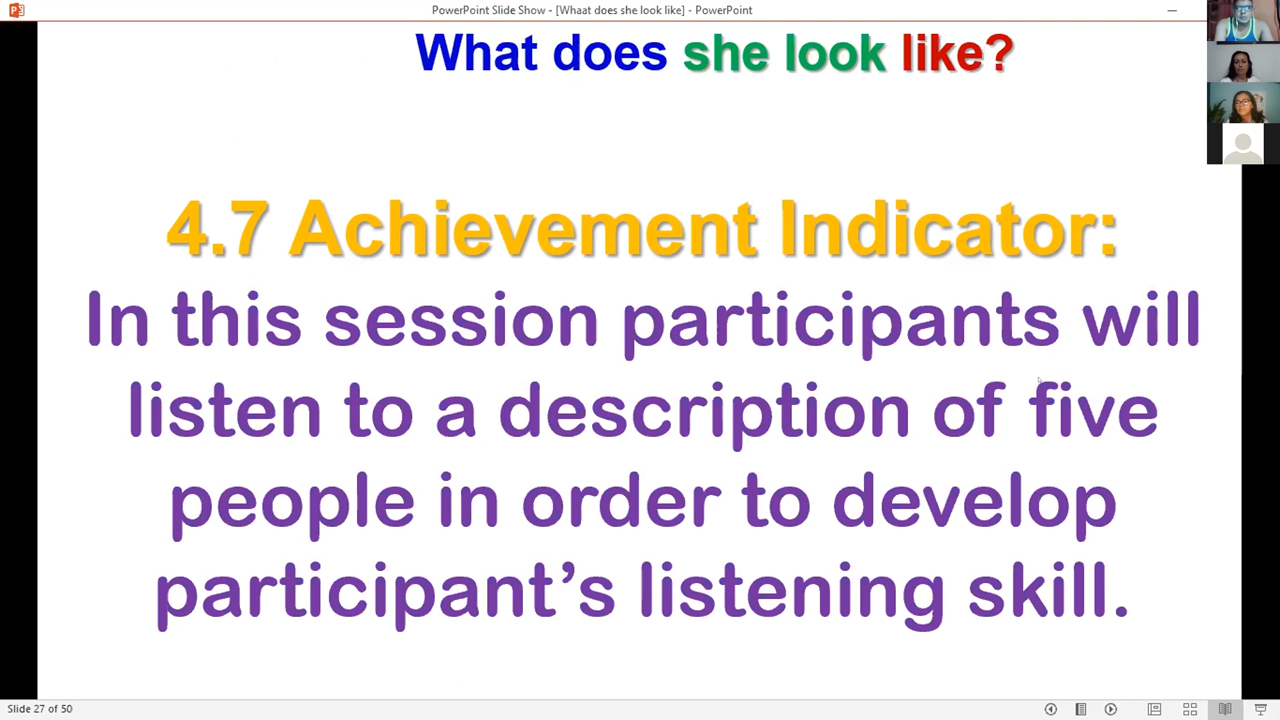 PowerPoint Slide Show - [Whaat does she look like] - PowerPoint
What does she look like?
4.7 Achievement Indicator:
In this session participants will
listen to a description of five
people in order to develop
participant’s listening skill.
Slide 27 of 50